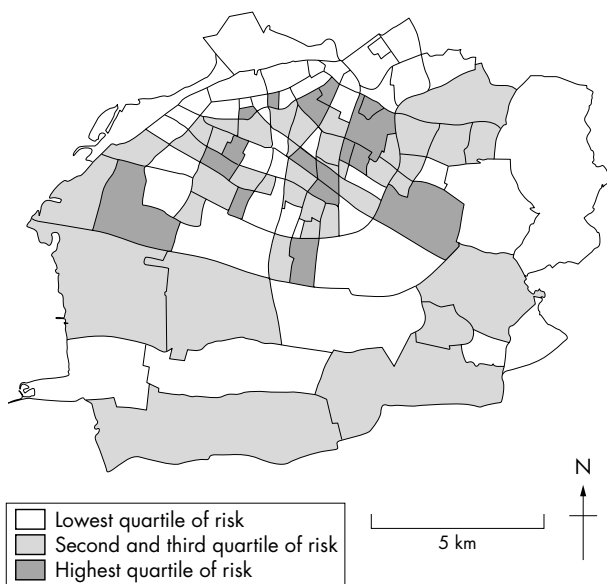 N
Lowest quartile of risk
Second and third quartile of risk
Highest quartile of risk
5 km